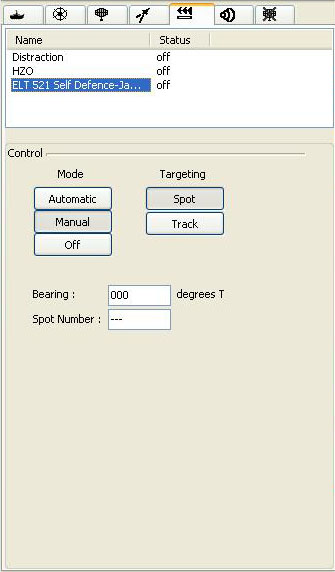 Name Status
Distraction off
HZO off
ELT 521 Self Defence-Ja... off
Control
Mode Targeting
Automatic Spot
Manual Track
Off
Bearing : 000 degrees T
Spot Number : ---